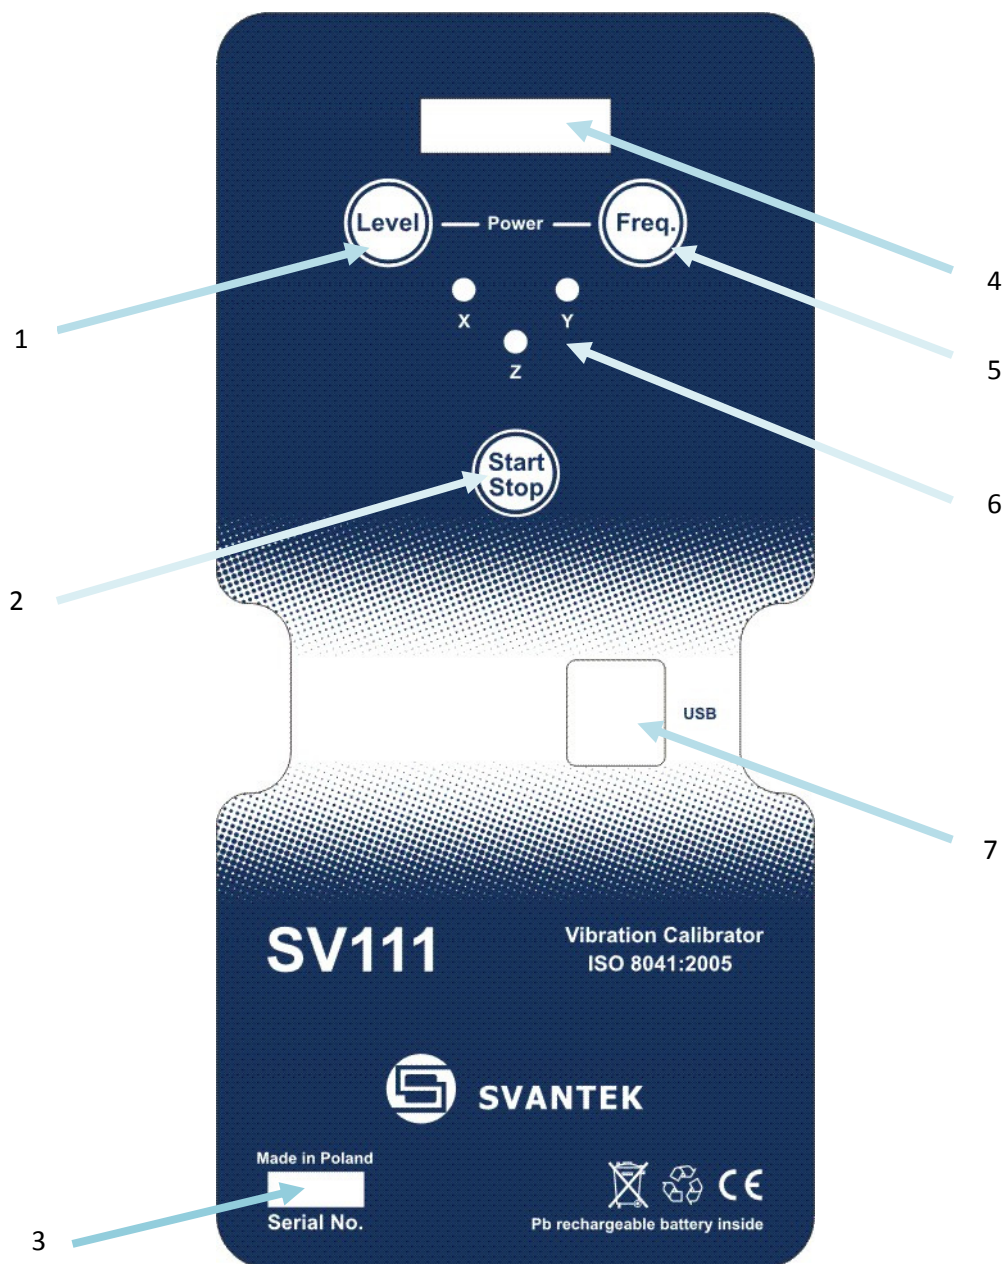 4
Level
Power
Freq.
1
X
Y
5
Z
Start
Stop
6
2
USB
7
SV111
Vibration Calibrator
ISO 8041:2005
SVANTEK
Made in Poland
Serial No.
CE
Pb rechargeable battery inside
3